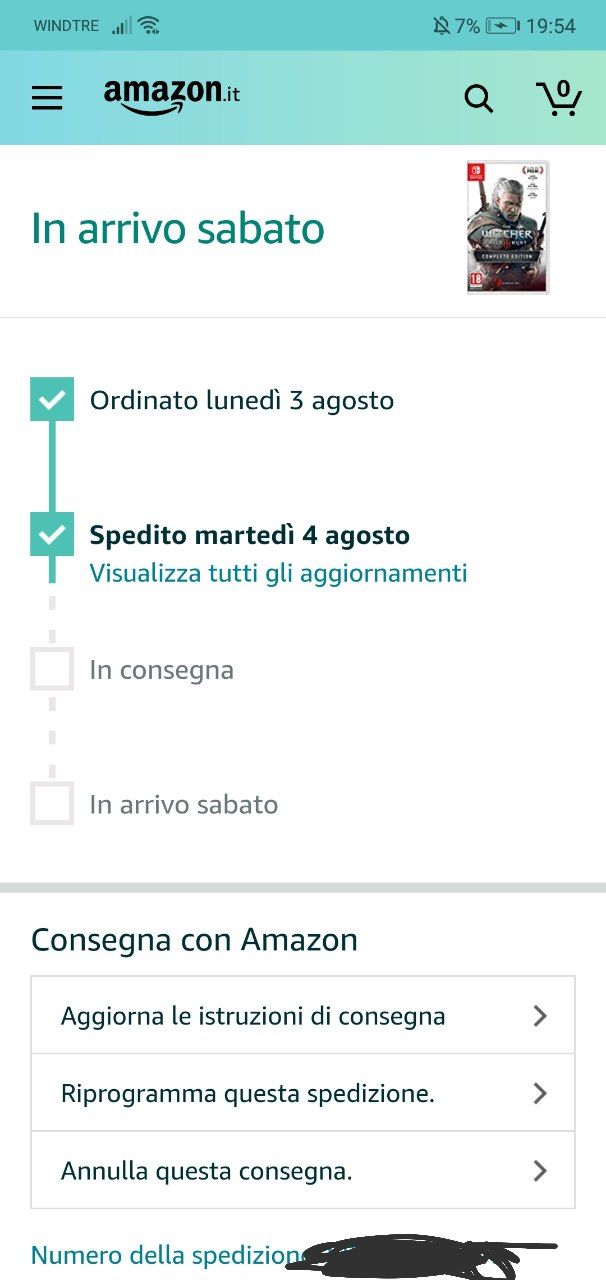 WINDTRE 7% 19:54
amazon.it 0
In arrivo sabato
WITCHER
WILD HUNT
COMPLETE EDITION
18
Ordinato lunedì 3 agosto
Spedito martedì 4 agosto
Visualizza tutti gli aggiornamenti
In consegna
In arrivo sabato
Consegna con Amazon
Aggiorna le istruzioni di consegna
Riprogramma questa spedizione.
Annulla questa consegna.
Numero della spedizione